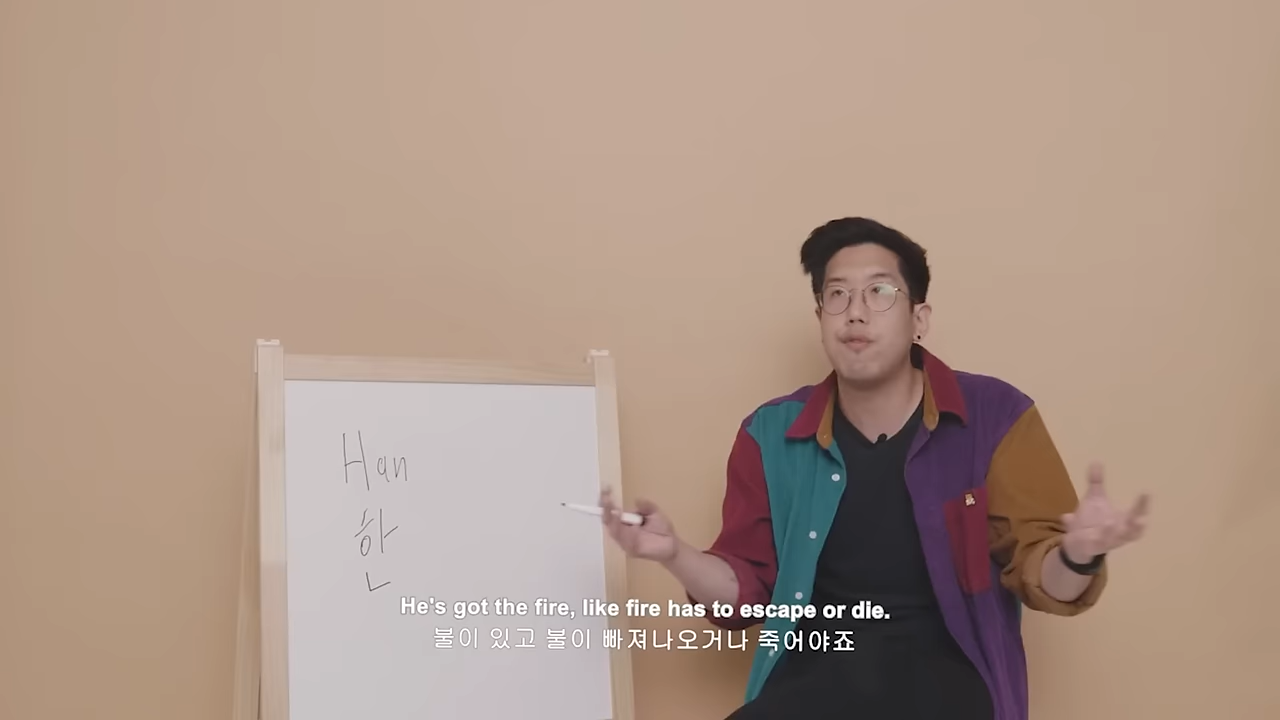 Han
한
He's got the fire, like fire has to escape or die.
불이 있고 불이 빠져나오거나 죽어야죠